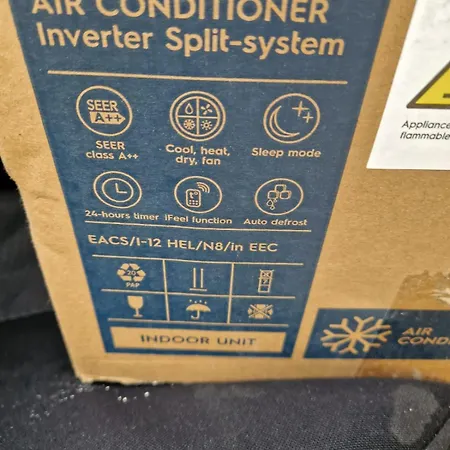 AIR CONDITIONER
Inverter Split-system
SEER
A++
SEER
class A++
Cool, heat,
dry, fan
Sleep mode
24-hours timer
iFeel function
Auto defrost
EACS/I-12 HEL/N8/in EEC
20
PAP
INDOOR UNIT
Appliance
flammable
AIR
COND